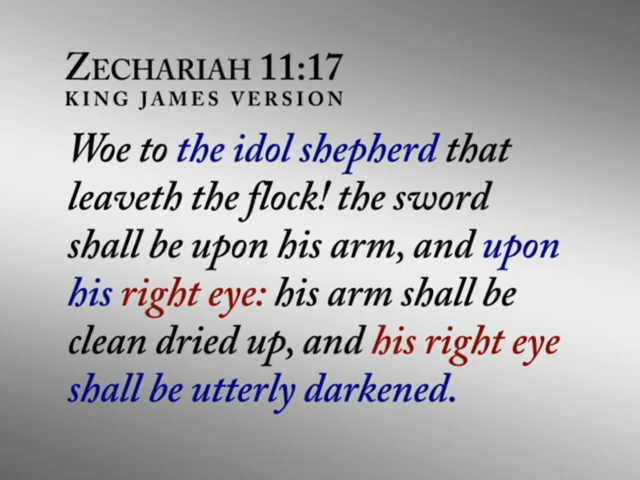 ZECHARIAH 11:17
KING JAMES VERSION
Woe to the idol shepherd that
leaveth the flock! the sword
shall be upon his arm, and upon
his right eye: his arm shall be
clean dried up, and his right eye
shall be utterly darkened.